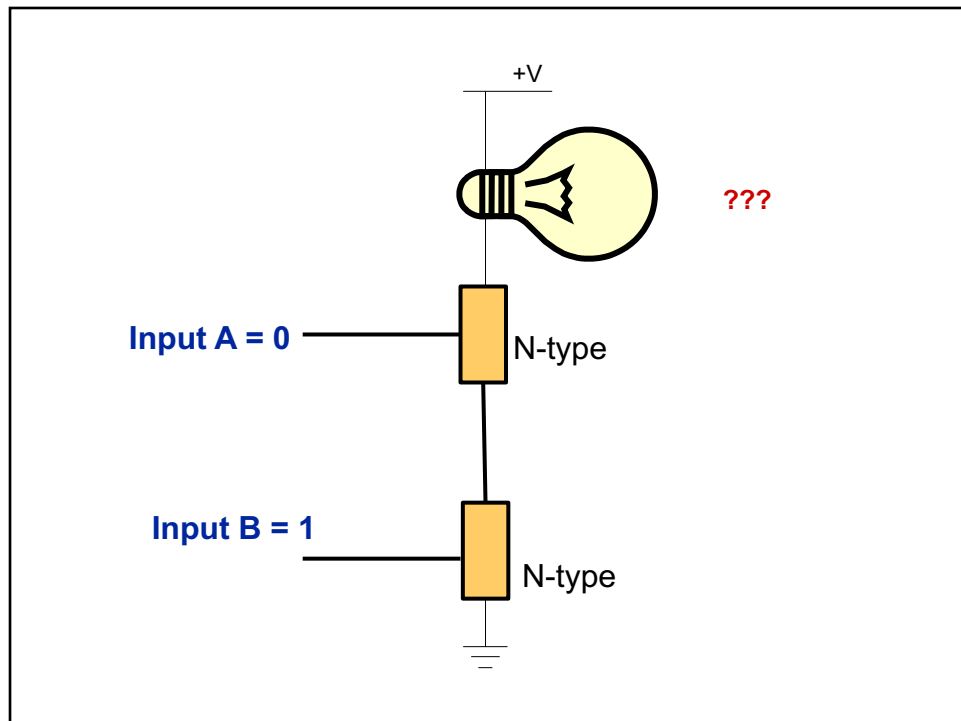 +V
???
Input A = 0
N-type
Input B = 1
N-type